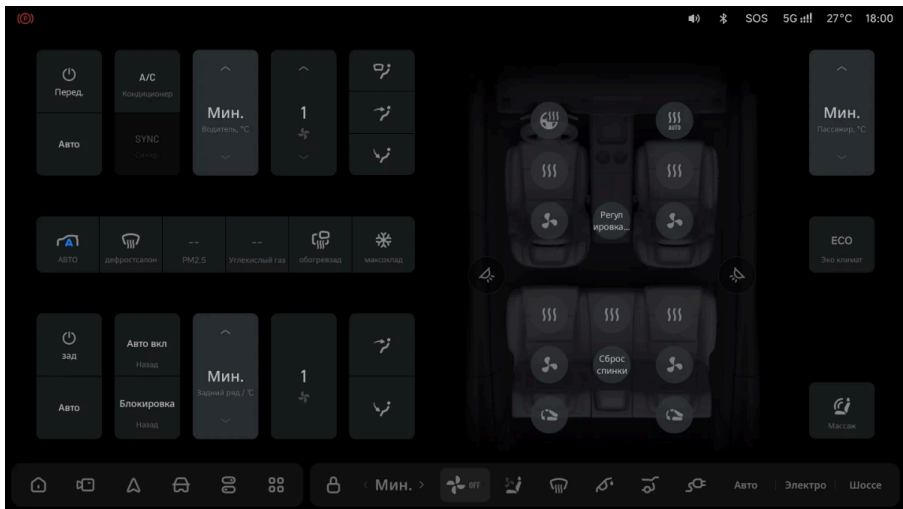 SOS 5G 27°C 18:00
Перед.
Авто
A/C
Кондиционер
SYNC
Синхр
Мин.
Водитель, °C
1
AUTO
Регул
ировка...
Мин.
Пассажир, °C
A
АВТО
дефростсалон
--
PM2.5
--
Углекислый газ
обогревзад
максохлад
ECO
Эко климат
зад
Авто
Авто вкл
Назад
Блокировка
Назад
Мин.
Задний ряд / °C
1
Сброс
спинки
Массаж
Мин. OFF Авто Электро Шоссе